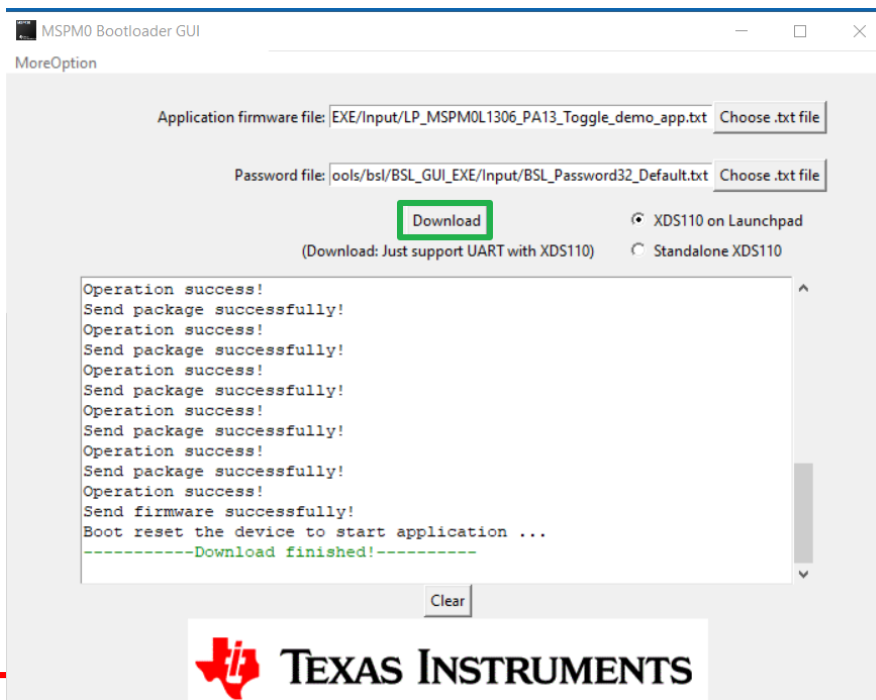 MSPM0 Bootloader GUI
MoreOption
Application firmware file: EXE/Input/LP_MSPM0L1306_PA13_Toggle_demo_app.txt Choose .txt file
Password file: ools/bsl/BSL_GUI_EXE/Input/BSL_Password32_Default.txt Choose .txt file
Download XDS110 on Launchpad
(Download: Just support UART with XDS110) Standalone XDS110
Operation success!
Send package successfully!
Operation success!
Send package successfully!
Operation success!
Send package successfully!
Operation success!
Send package successfully!
Operation success!
Send package successfully!
Operation success!
Send firmware successfully!
Boot reset the device to start application ...
-----------Download finished!----------
Clear
TEXAS INSTRUMENTS